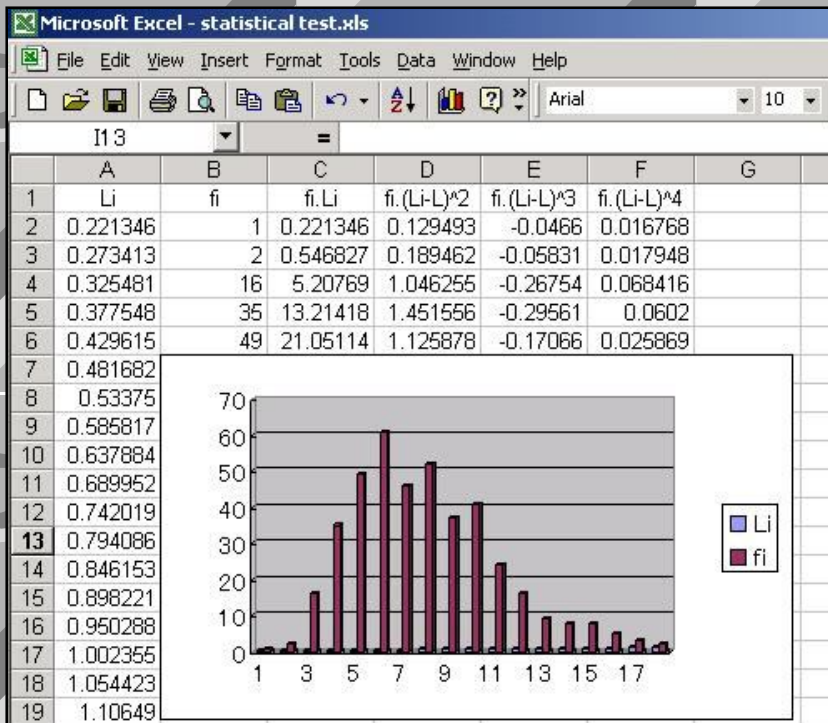 Microsoft Excel - statistical test.xls
File Edit View Insert Format Tools Data Window Help
Arial 10
I13 =
A B C D E F G
1 Li fi fi.Li fi.(Li-L)^2 fi.(Li-L)^3 fi.(Li-L)^4
2 0.221346 1 0.221346 0.129493 -0.0466 0.016768
3 0.273413 2 0.546827 0.189462 -0.05831 0.017948
4 0.325481 16 5.20769 1.046255 -0.26754 0.068416
5 0.377548 35 13.21418 1.451556 -0.29561 0.0602
6 0.429615 49 21.05114 1.125878 -0.17066 0.025869
7 0.481682
8 0.53375
9 0.585817
10 0.637884
11 0.689952
12 0.742019
13 0.794086
14 0.846153
15 0.898221
16 0.950288
17 1.002355
18 1.054423
19 1.10649
70
60
50
40
30
20
10
0
1 3 5 7 9 11 13 15 17
Li
fi